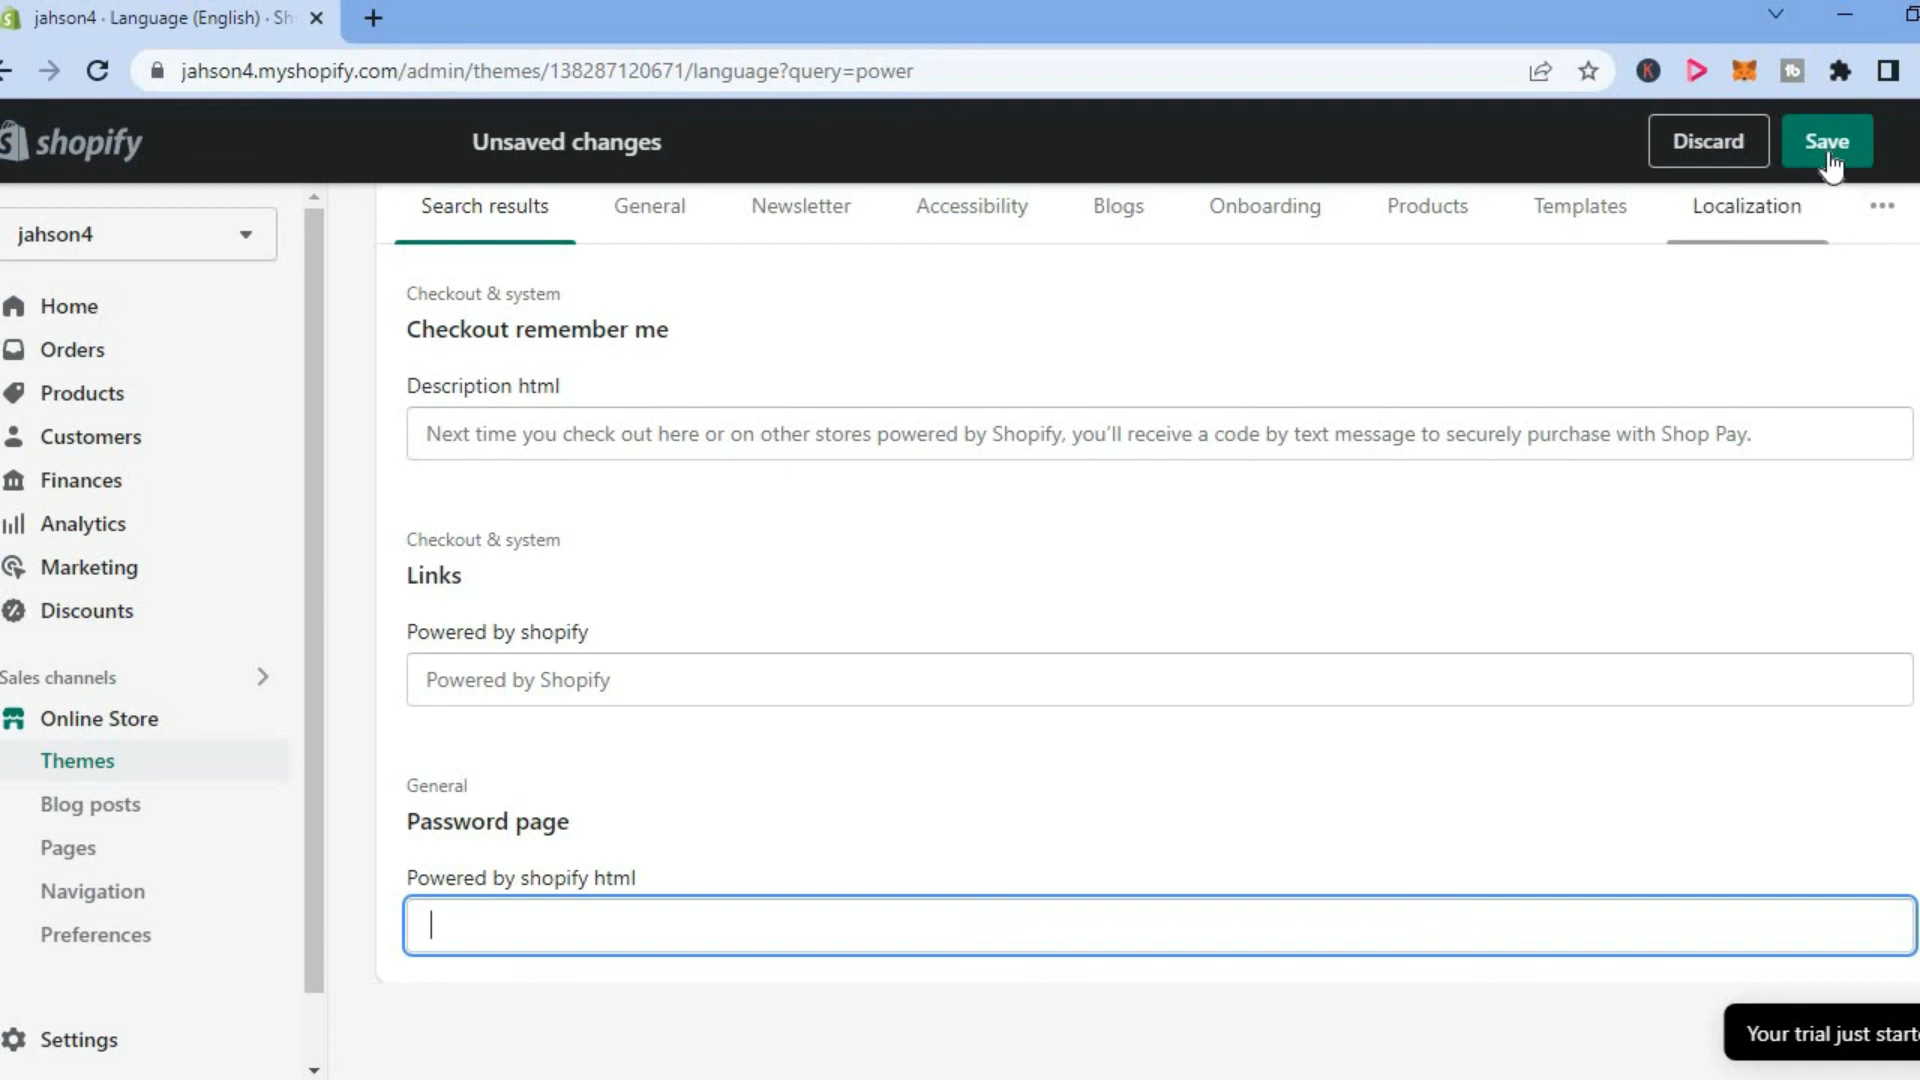 jahson4 · Language (English) · Sh
jahson4.myshopify.com/admin/themes/138287120671/language?query=power
shopify
Unsaved changes
Discard
Save
jahson4
Search results
General
Newsletter
Accessibility
Blogs
Onboarding
Products
Templates
Localization
Home
Orders
Products
Customers
Finances
Analytics
Marketing
Discounts
Sales channels
Online Store
Themes
Blog posts
Pages
Navigation
Preferences
Settings
Checkout & system
Checkout remember me
Description html
Next time you check out here or on other stores powered by Shopify, you’ll receive a code by text message to securely purchase with Shop Pay.
Checkout & system
Links
Powered by shopify
Powered by Shopify
General
Password page
Powered by shopify html
Your trial just starte